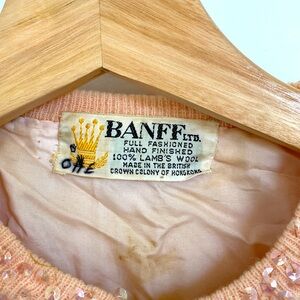 BANFF LTD.
FULL FASHIONED
HAND FINISHED
100% LAMB'S WOOL
MADE IN THE BRITISH
CROWN COLONY OF HONGKONG